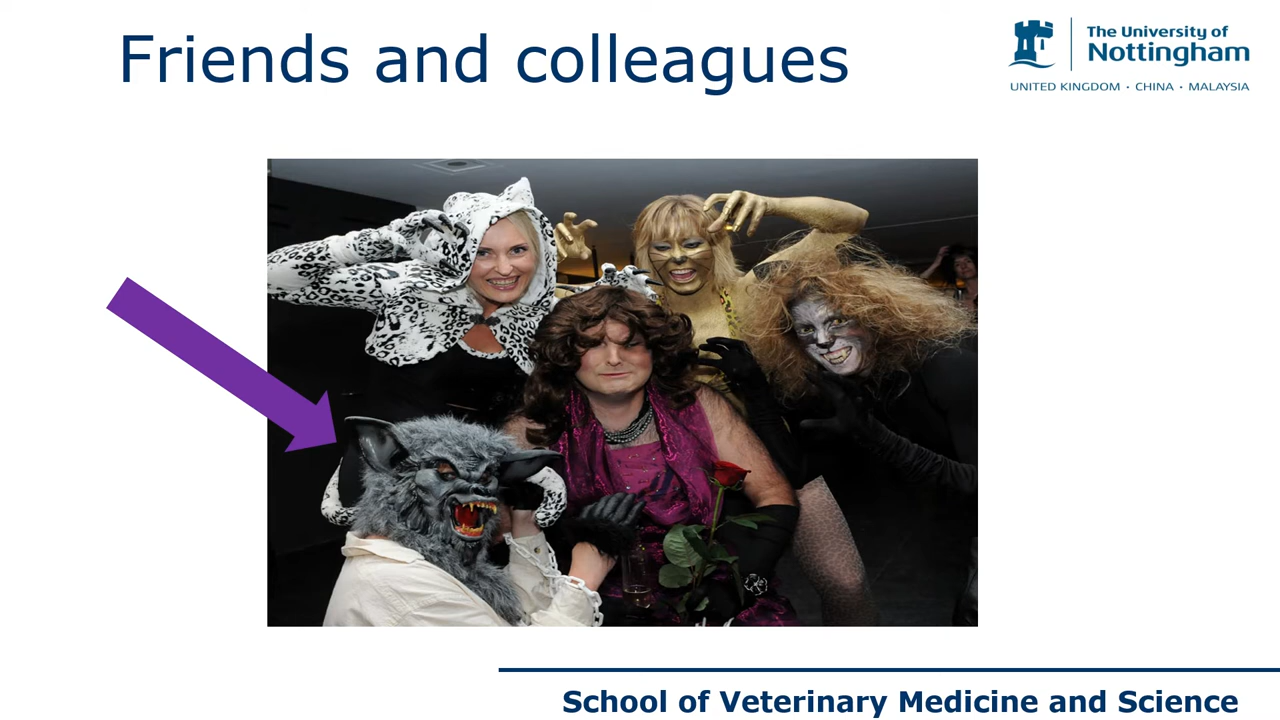 Friends and colleagues
The University of
Nottingham
UNITED KINGDOM · CHINA · MALAYSIA
School of Veterinary Medicine and Science